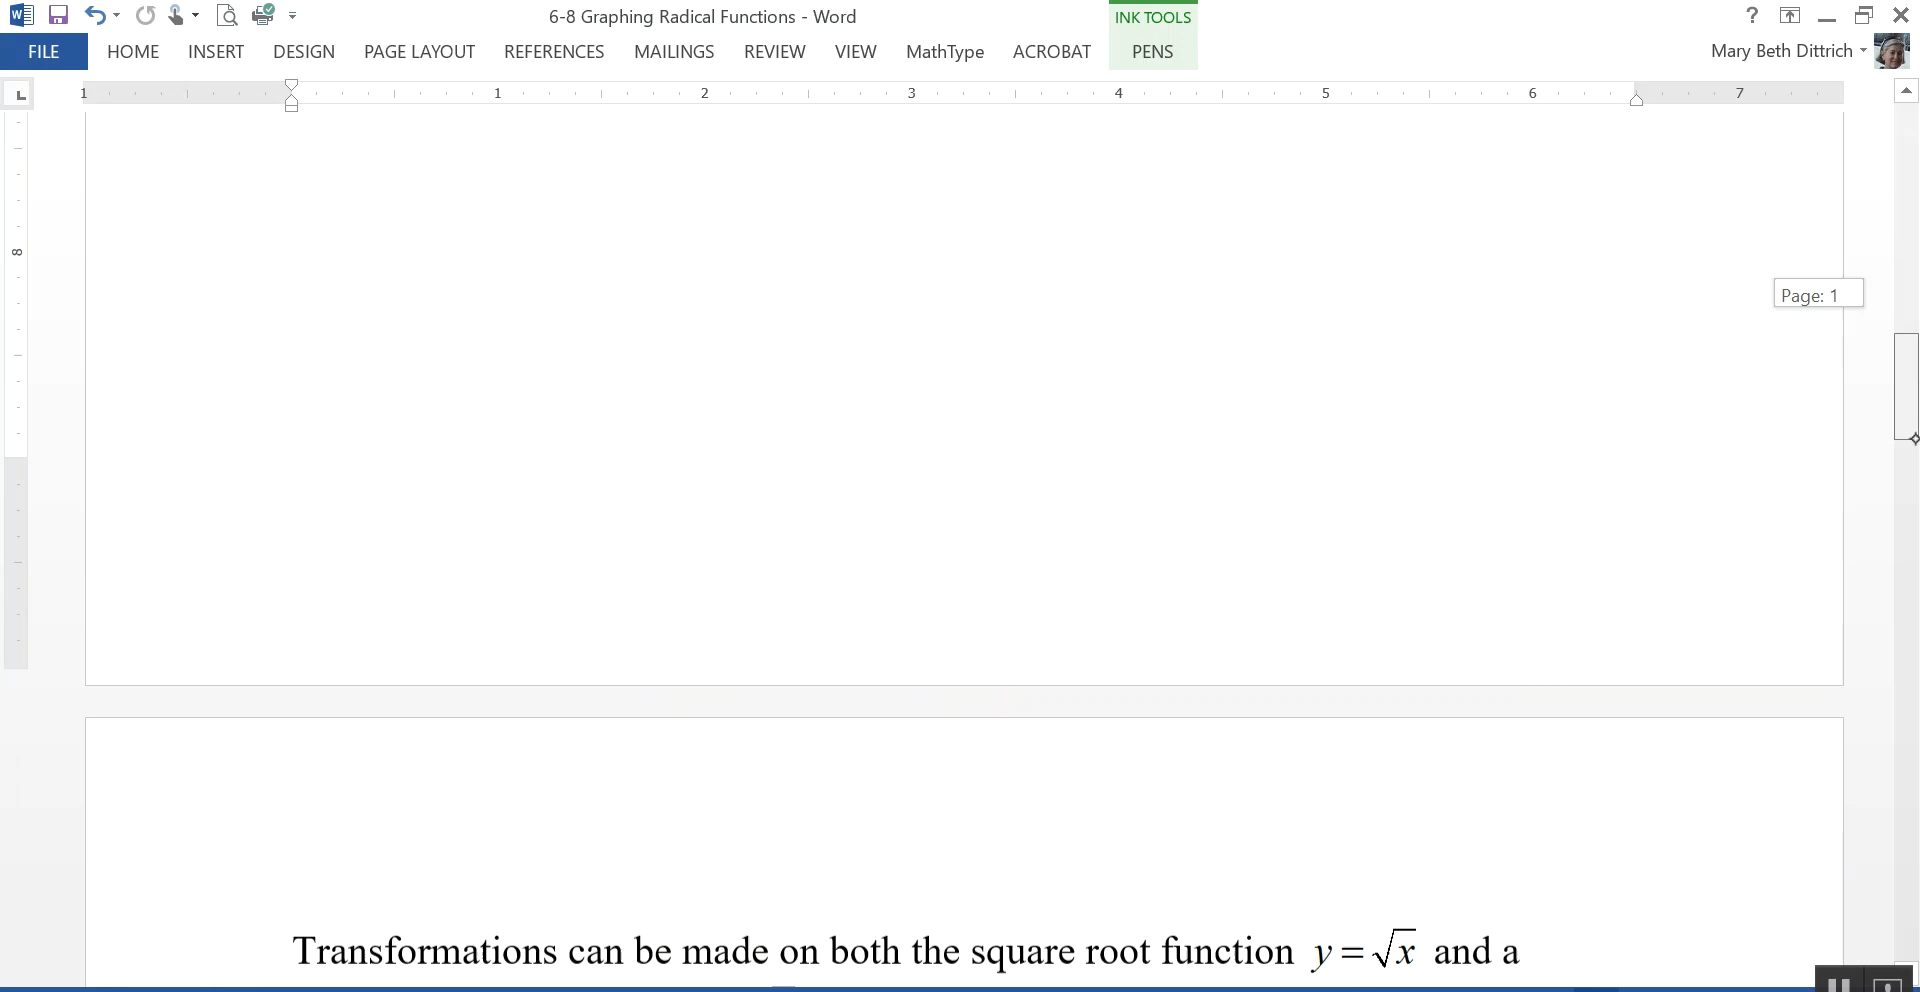 6-8 Graphing Radical Functions - Word
INK TOOLS
?
FILE HOME INSERT DESIGN PAGE LAYOUT REFERENCES MAILINGS REVIEW VIEW MathType ACROBAT PENS
Mary Beth Dittrich
1 1 2 3 4 5 6 7
8
Page: 1
Transformations can be made on both the square root function y = √x and a